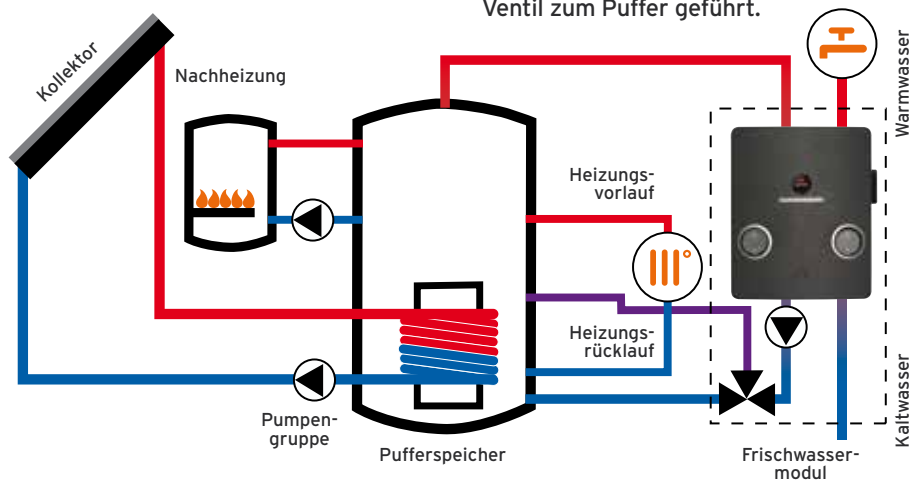 Ventil zum Puffer geführt.
Kollektor
Nachheizung
Warmwasser
Heizungs-
vorlauf
Heizungs-
rücklauf
Pumpen-
gruppe
Pufferspeicher
Frischwasser-
modul
Kaltwasser